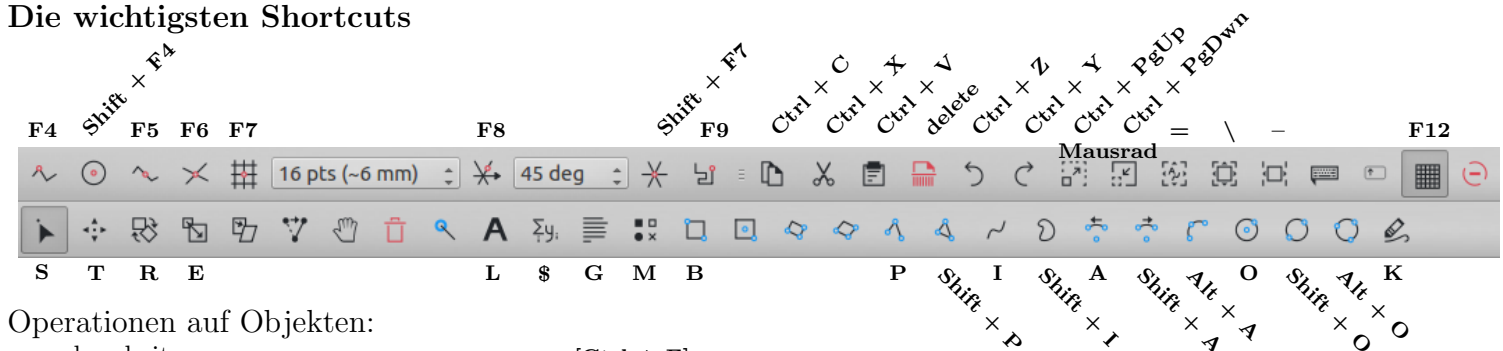 Die wichtigsten Shortcuts
F4 Shift + F4 F5 F6 F7 F8 Shift + F7 F9 Ctrl + C Ctrl + X Ctrl + V delete Ctrl + Z Ctrl + Y Ctrl + PgUp Ctrl + PgDwn = \ – F12
Mausrad
16 pts (~6 mm) 45 deg
A Σyᵢ
S T R E L $ G M B P Shift + P I Shift + I A Shift + A Alt + A O Shift + O Alt + O K
Operationen auf Objekten: